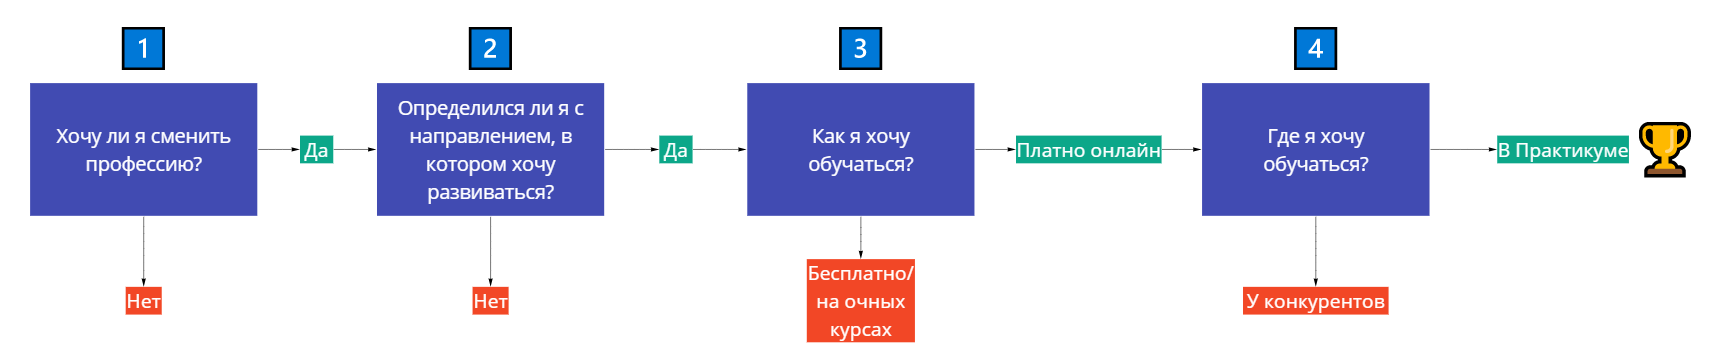 1
2
3
4
Хочу ли я сменить
профессию?
Да
Определился ли я с
направлением, в
котором хочу
развиваться?
Да
Как я хочу
обучаться?
Платно онлайн
Где я хочу
обучаться?
В Практикуме
Нет
Нет
Бесплатно/
на очных
курсах
У конкурентов